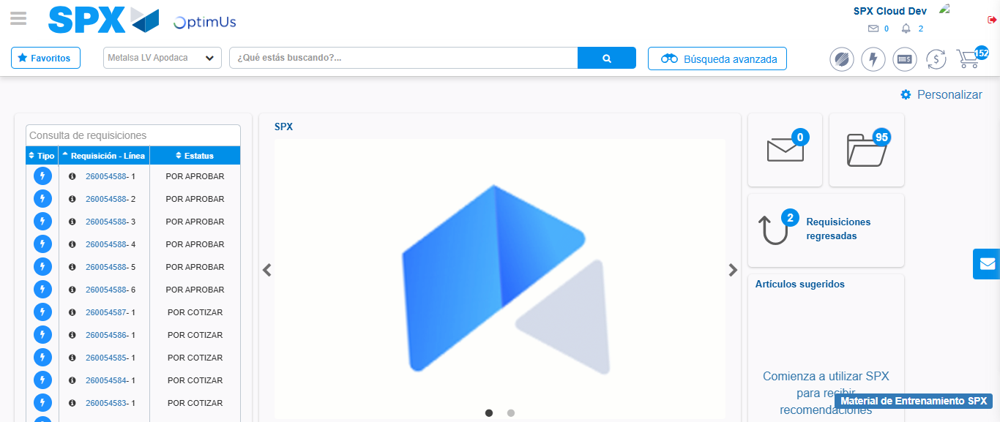 SPX OptimUs
SPX Cloud Dev
0 2
Favoritos
Metalsa LV Apodaca
¿Qué estás buscando?...
Búsqueda avanzada
152
Personalizar
Consulta de requisiciones
Tipo Requisición - Línea Estatus
260054588- 1 POR APROBAR
260054588- 2 POR APROBAR
260054588- 3 POR APROBAR
260054588- 4 POR APROBAR
260054588- 5 POR APROBAR
260054588- 6 POR APROBAR
260054587- 1 POR COTIZAR
260054586- 1 POR COTIZAR
260054585- 1 POR COTIZAR
260054584- 1 POR COTIZAR
260054583- 1 POR COTIZAR
SPX
0
95
2
Requisiciones
regresadas
Artículos sugeridos
Comienza a utilizar SPX
para recibir
recomendaciones
Material de Entrenamiento SPX